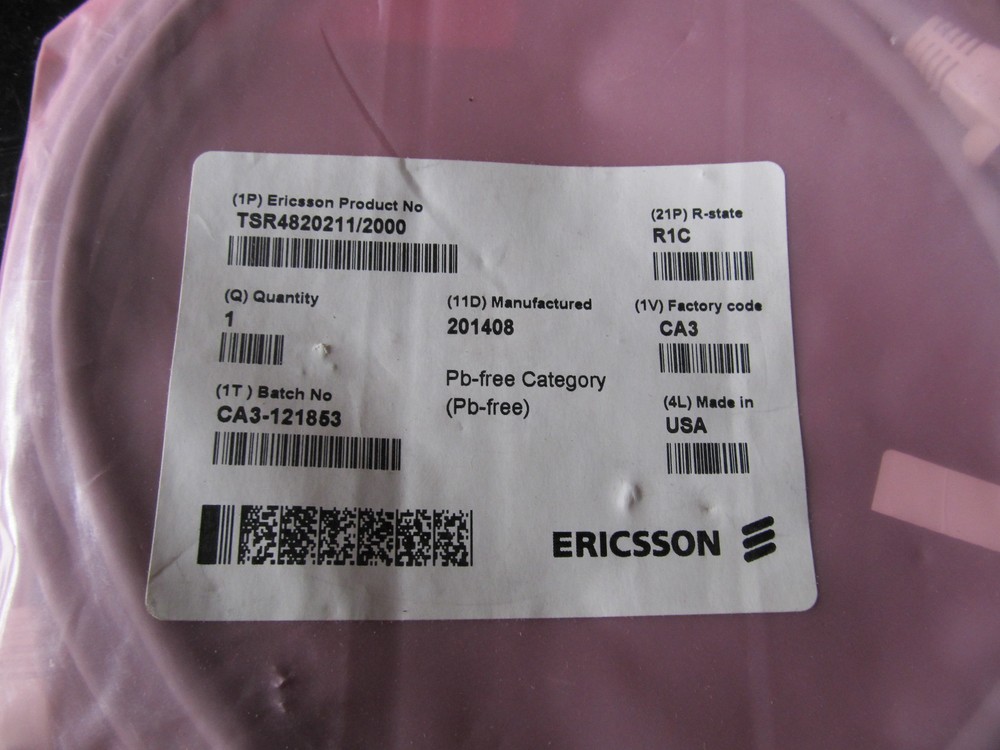 (1P) Ericsson Product No
TSR4820211/2000
(21P) R-state
R1C
(Q) Quantity
1
(11D) Manufactured
201408
(1V) Factory code
CA3
(1T ) Batch No
CA3-121853
Pb-free Category
(Pb-free)
(4L) Made in
USA
ERICSSON